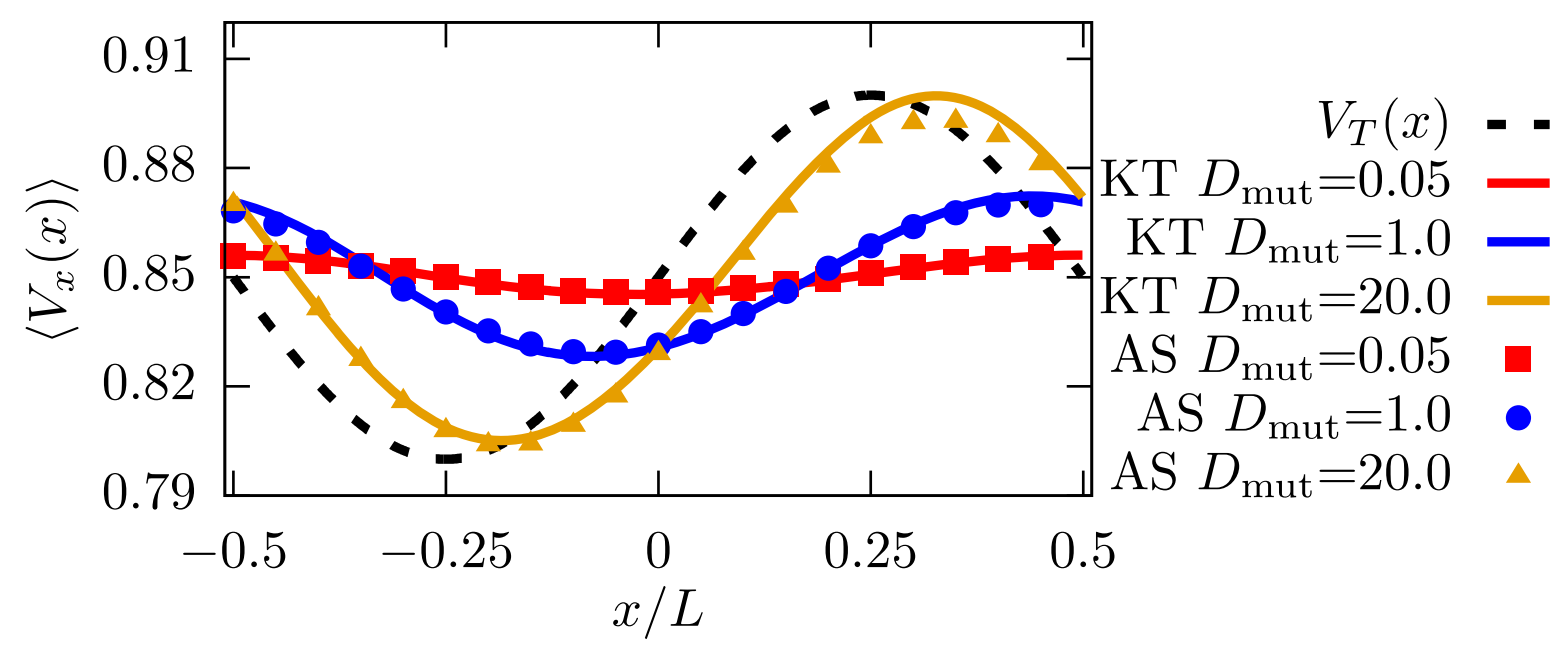 0.91
0.88
0.85
0.82
0.79
⟨V_x(x)⟩
−0.5 −0.25 0 0.25 0.5
x/L
V_T(x)
KT D_mut=0.05
KT D_mut=1.0
KT D_mut=20.0
AS D_mut=0.05
AS D_mut=1.0
AS D_mut=20.0